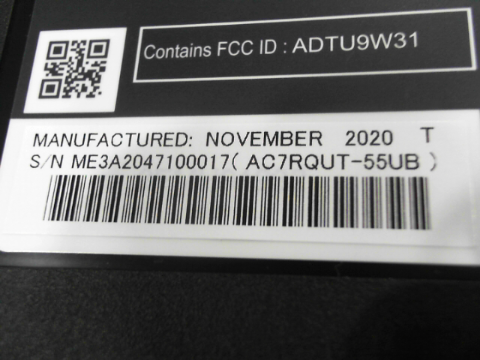 Contains FCC ID : ADTU9W31
MANUFACTURED: NOVEMBER 2020 T
S/N ME3A2047100017( AC7RQUT-55UB )